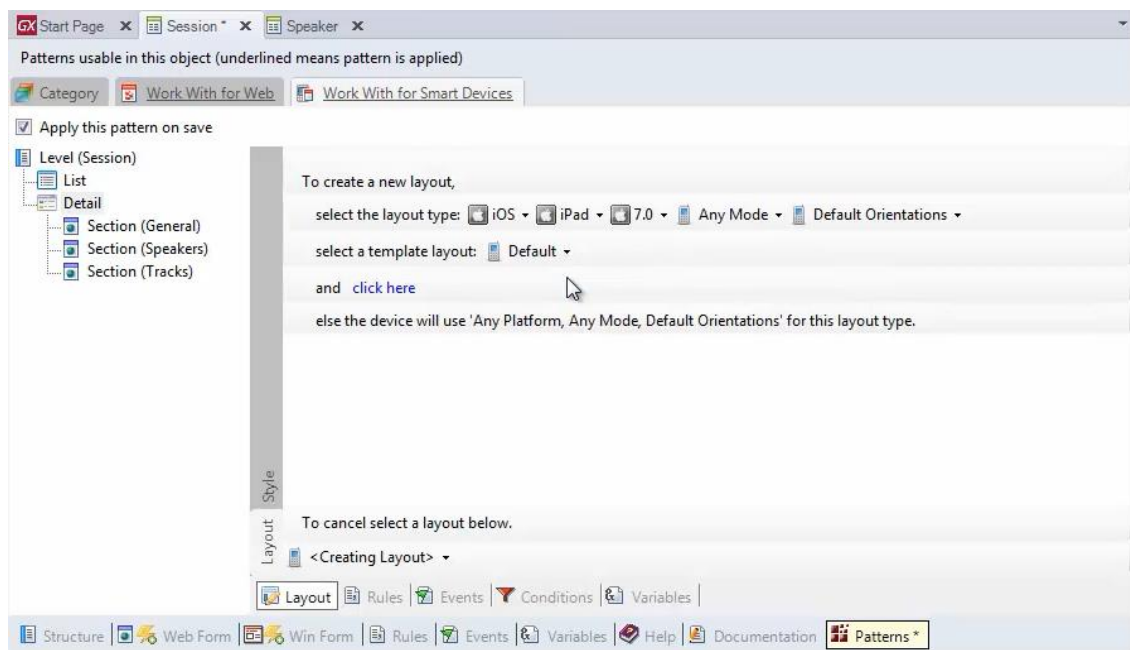 GX Start Page X Session * X Speaker X
Patterns usable in this object (underlined means pattern is applied)
Category Work With for Web Work With for Smart Devices
Apply this pattern on save
Level (Session)
List
Detail
Section (General)
Section (Speakers)
Section (Tracks)
To create a new layout,
select the layout type: iOS iPad 7.0 Any Mode Default Orientations
select a template layout: Default
and click here
else the device will use 'Any Platform, Any Mode, Default Orientations' for this layout type.
Style
Layout
To cancel select a layout below.
<Creating Layout>
Layout Rules Events Conditions Variables
Structure Web Form Win Form Rules Events Variables Help Documentation Patterns *